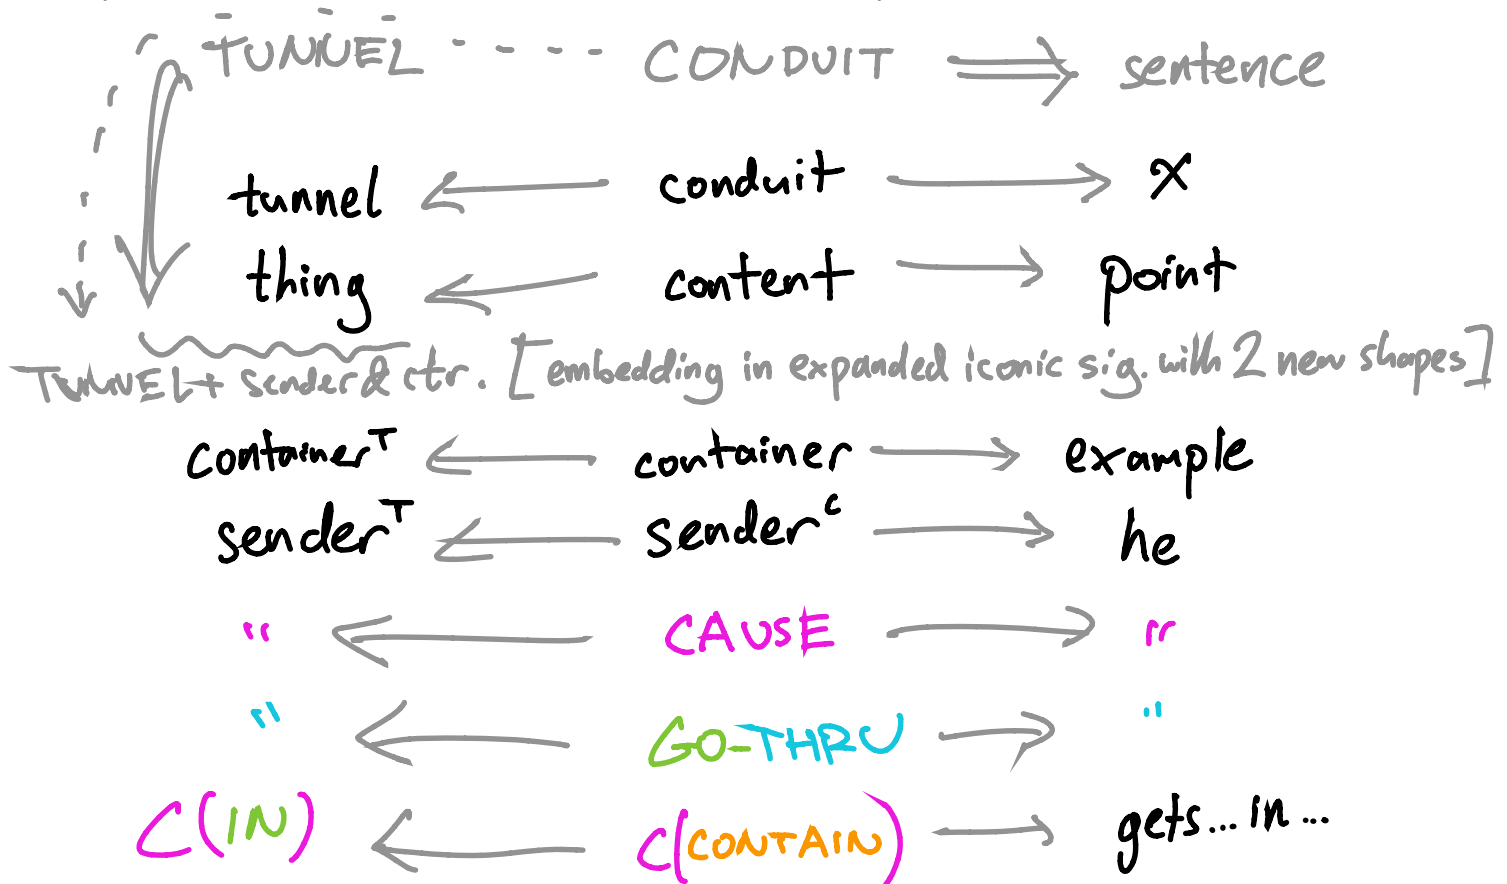 TUNNEL CONDUIT sentence
tunnel conduit x
thing content point
TUNNEL + sender & ctr. [embedding in expanded iconic sig. with 2 new shapes]
containerᵀ container example
senderᵀ senderᶜ he
" CAUSE "
" GO-THRU "
C(IN) C(CONTAIN) gets... in...